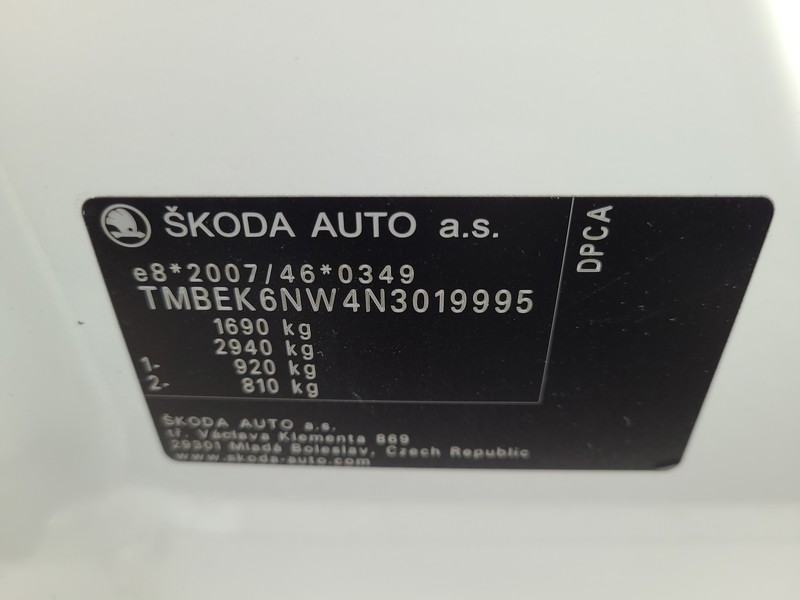 ŠKODA AUTO a.s.
DPCA
e8*2007/46*0349
TMBEK6NW4N3019995
1690 kg
2940 kg
1- 920 kg
2- 810 kg
ŠKODA AUTO a.s.
tř. Václava Klementa 869
29301 Mladá Boleslav, Czech Republic
www.skoda-auto.com